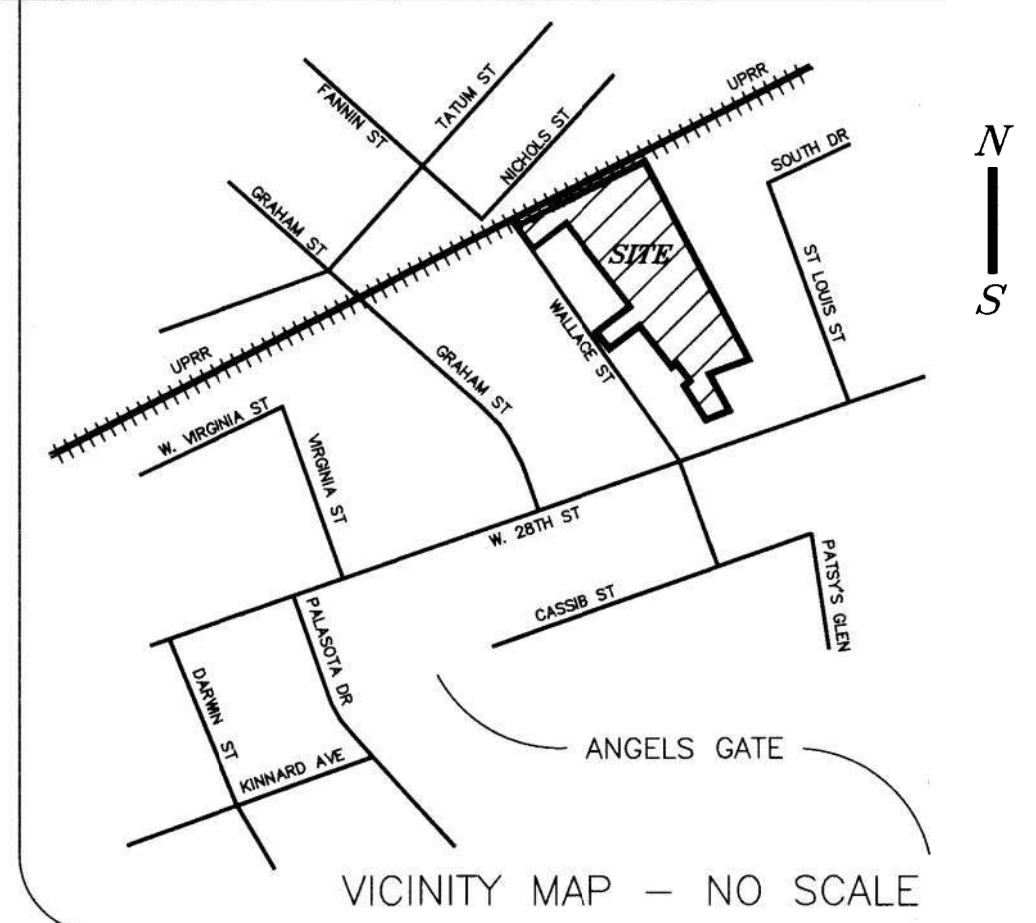 TATUM ST
FANNIN ST
NICHOLS ST
UPRR
SOUTH DR
N
S
GRAHAM ST
SITE
ST LOUIS ST
WALLACE ST
UPRR
GRAHAM ST
W. VIRGINIA ST
VIRGINIA ST
W. 28TH ST
CASSIB ST
PATSY'S GLEN
PALASOTA DR
DARWIN ST
KINNARD AVE
ANGELS GATE
VICINITY MAP – NO SCALE